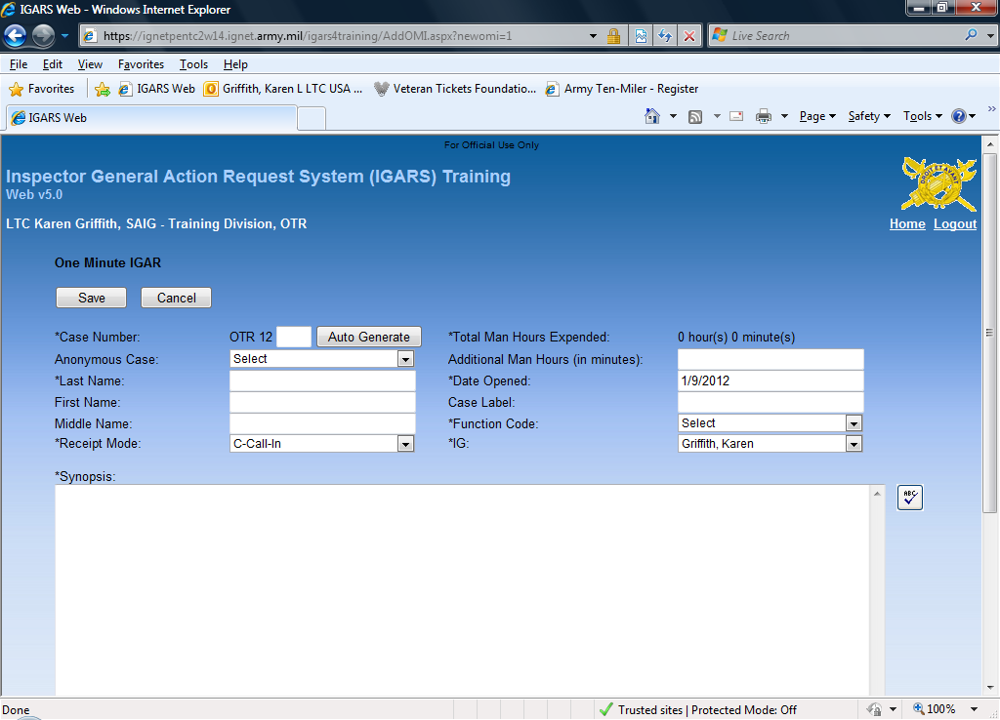 IGARS Web - Windows Internet Explorer
https://ignetpentc2w14.ignet.army.mil/igars4training/AddOMI.aspx?newomi=1
Live Search
File Edit View Favorites Tools Help
Favorites IGARS Web Griffith, Karen L LTC USA ... Veteran Tickets Foundatio... Army Ten-Miler - Register
IGARS Web Page Safety Tools
For Official Use Only
Inspector General Action Request System (IGARS) Training
Web v5.0
LTC Karen Griffith, SAIG - Training Division, OTR
Home Logout
One Minute IGAR
Save Cancel
*Case Number: OTR 12 Auto Generate *Total Man Hours Expended: 0 hour(s) 0 minute(s)
Anonymous Case: Select Additional Man Hours (in minutes):
*Last Name: *Date Opened: 1/9/2012
First Name: Case Label:
Middle Name: *Function Code: Select
*Receipt Mode: C-Call-In *IG: Griffith, Karen
*Synopsis:
ABC
Done Trusted sites | Protected Mode: Off 100%